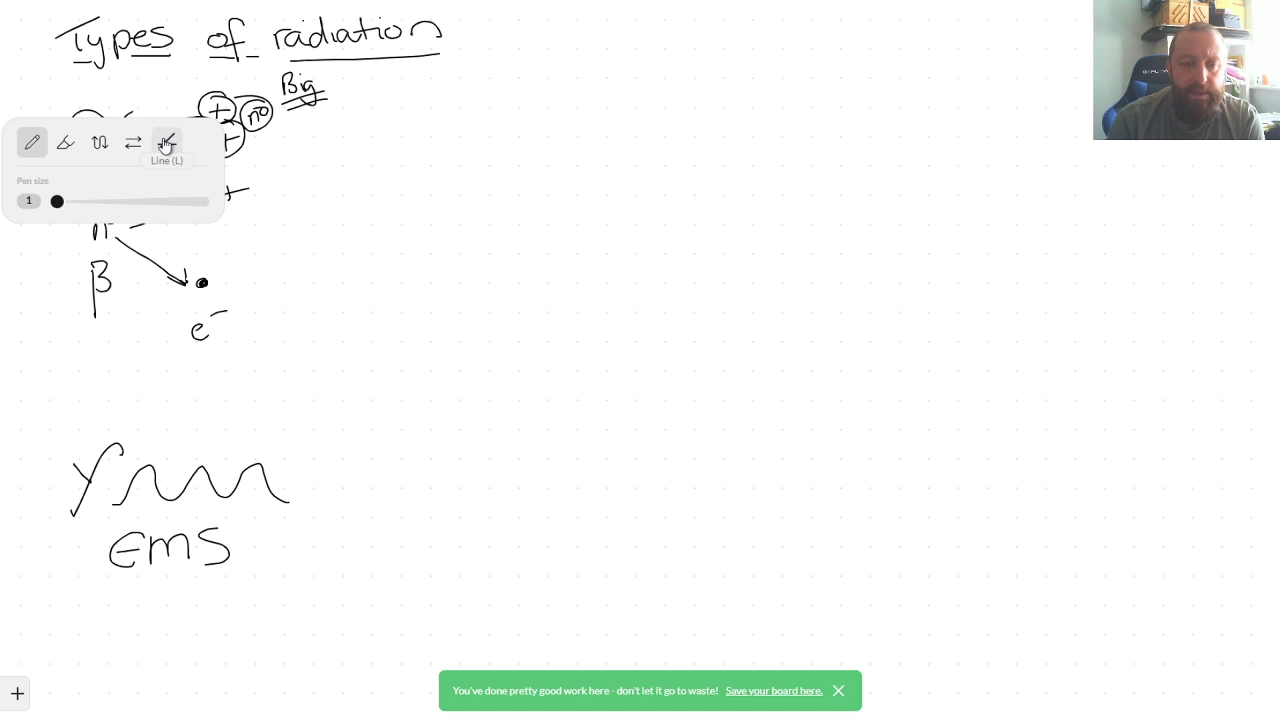 Types of radiation
Big
+ n⁰
+
Line (L)
Pen size
1
+
n
β
e⁻
γ
EMS
You've done pretty good work here - don't let it go to waste! Save your board here.